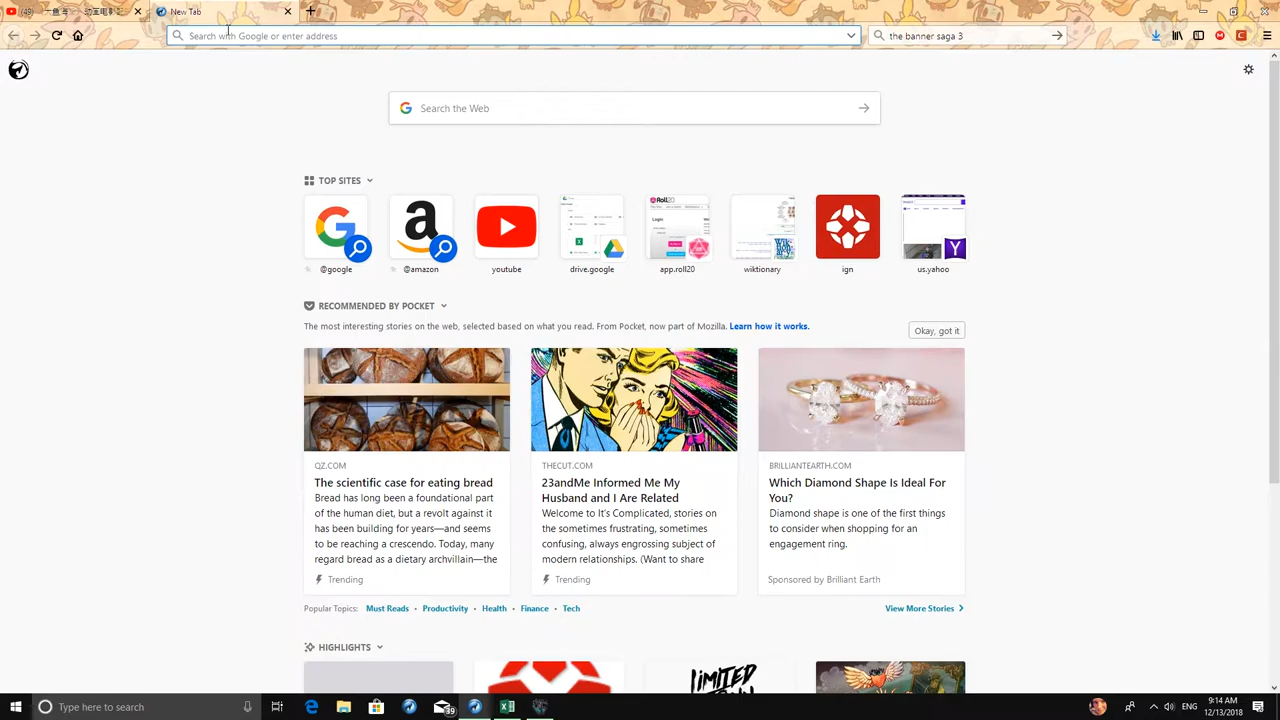 (49) 一鱼与
New Tab
Search with Google or enter address
the banner saga 3
Search the Web
TOP SITES
@google
@amazon
youtube
drive.google
app.roll20
wiktionary
ign
us.yahoo
RECOMMENDED BY POCKET
The most interesting stories on the web, selected based on what you read. From Pocket, now part of Mozilla. Learn how it works.
Okay, got it
QZ.COM
The scientific case for eating bread
Bread has long been a foundational part
of the human diet, but a revolt against it
has been building for years—and seems
to be reaching a crescendo. Today, many
regard bread as a dietary archvillain—the
Trending
THECUT.COM
23andMe Informed Me My
Husband and I Are Related
Welcome to It's Complicated, stories on
the sometimes frustrating, sometimes
confusing, always engrossing subject of
modern relationships. (Want to share
Trending
BRILLIANTEARTH.COM
Which Diamond Shape Is Ideal For
You?
Diamond shape is one of the first things
to consider when shopping for an
engagement ring.
Sponsored by Brilliant Earth
Popular Topics: Must Reads • Productivity • Health • Finance • Tech
View More Stories
HIGHLIGHTS
LIMITED
Type here to search
39
ENG
9:14 AM
12/13/2018